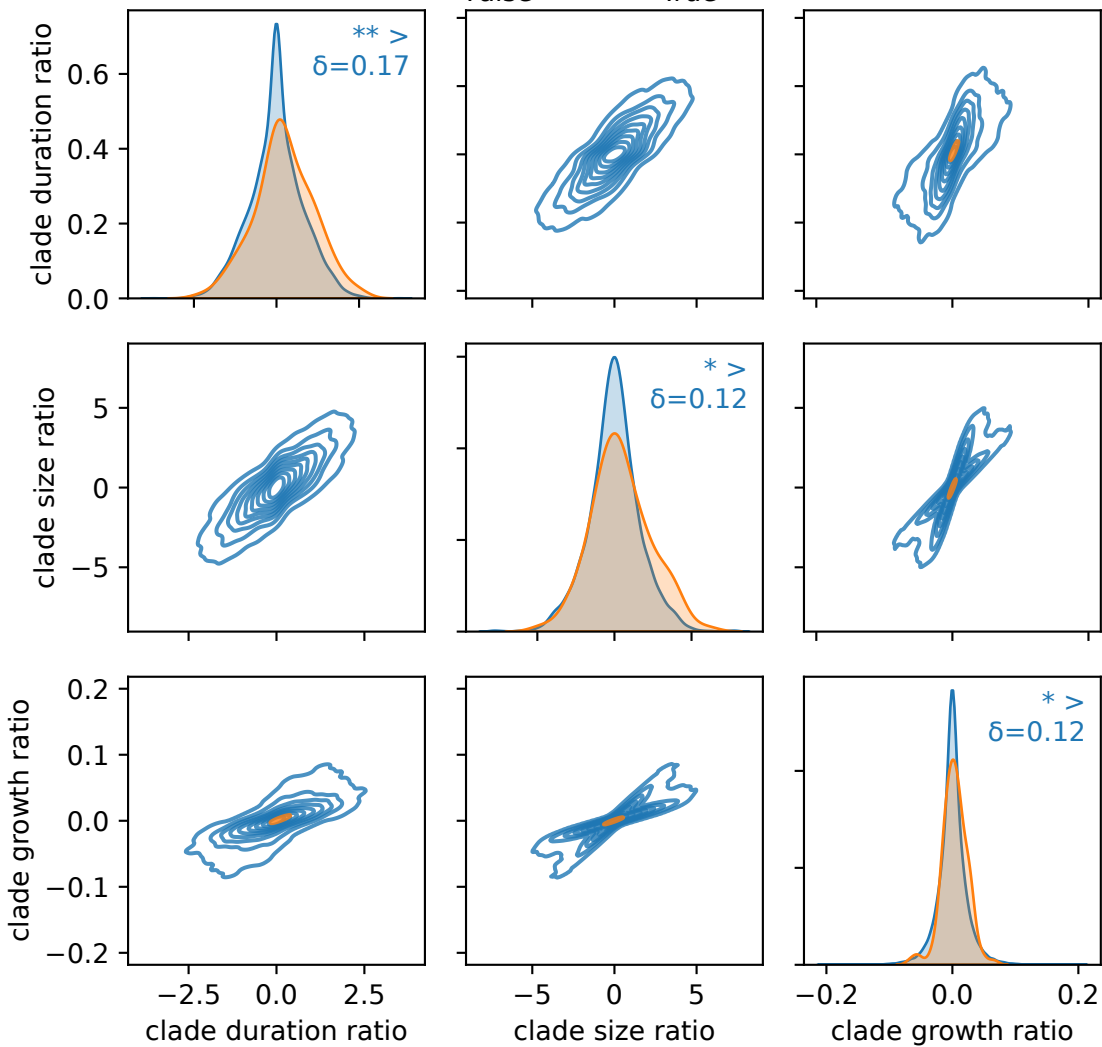 clade duration ratio
0.6
0.4
0.2
0.0
** >
δ=0.17
clade size ratio
5
0
−5
* >
δ=0.12
clade growth ratio
0.2
0.1
0.0
−0.1
−0.2
* >
δ=0.12
−2.5 0.0 2.5
−5 0 5
−0.2 0.0 0.2
clade duration ratio
clade size ratio
clade growth ratio